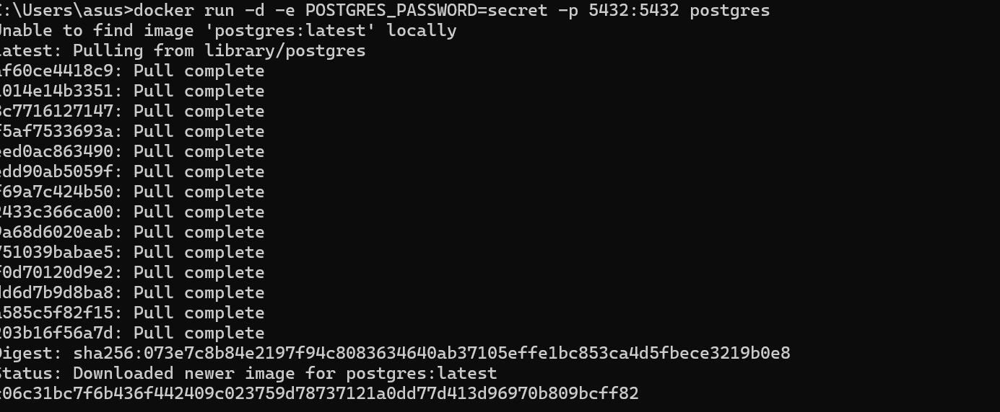 C:\Users\asus>docker run -d -e POSTGRES_PASSWORD=secret -p 5432:5432 postgres
Unable to find image 'postgres:latest' locally
latest: Pulling from library/postgres
af60ce4418c9: Pull complete
1014e14b3351: Pull complete
8c7716127147: Pull complete
f5af7533693a: Pull complete
eed0ac863490: Pull complete
edd90ab5059f: Pull complete
f69a7c424b50: Pull complete
2433c366ca00: Pull complete
9a68d6020eab: Pull complete
751039babae5: Pull complete
f0d70120d9e2: Pull complete
dd6d7b9d8ba8: Pull complete
a585c5f82f15: Pull complete
203b16f56a7d: Pull complete
Digest: sha256:073e7c8b84e2197f94c8083634640ab37105effe1bc853ca4d5fbece3219b0e8
Status: Downloaded newer image for postgres:latest
c06c31bc7f6b436f442409c023759d78737121a0dd77d413d96970b809bcff82